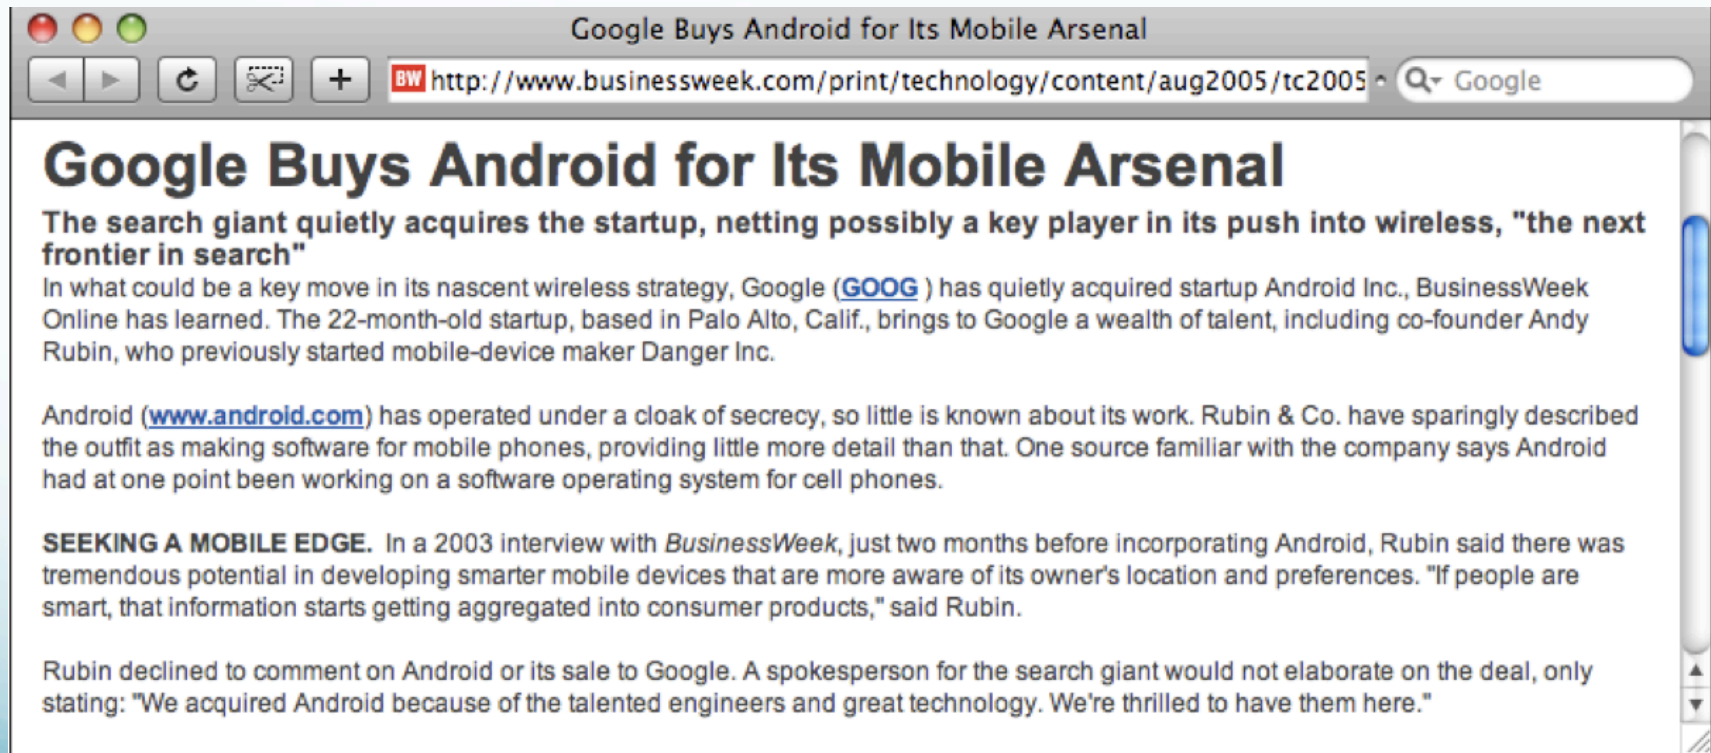 Google Buys Android for Its Mobile Arsenal
BW http://www.businessweek.com/print/technology/content/aug2005/tc2005 Google
Google Buys Android for Its Mobile Arsenal
The search giant quietly acquires the startup, netting possibly a key player in its push into wireless, "the next
frontier in search"
In what could be a key move in its nascent wireless strategy, Google (GOOG ) has quietly acquired startup Android Inc., BusinessWeek
Online has learned. The 22-month-old startup, based in Palo Alto, Calif., brings to Google a wealth of talent, including co-founder Andy
Rubin, who previously started mobile-device maker Danger Inc.
Android (www.android.com) has operated under a cloak of secrecy, so little is known about its work. Rubin & Co. have sparingly described
the outfit as making software for mobile phones, providing little more detail than that. One source familiar with the company says Android
had at one point been working on a software operating system for cell phones.
SEEKING A MOBILE EDGE. In a 2003 interview with BusinessWeek, just two months before incorporating Android, Rubin said there was
tremendous potential in developing smarter mobile devices that are more aware of its owner's location and preferences. "If people are
smart, that information starts getting aggregated into consumer products," said Rubin.
Rubin declined to comment on Android or its sale to Google. A spokesperson for the search giant would not elaborate on the deal, only
stating: "We acquired Android because of the talented engineers and great technology. We're thrilled to have them here."